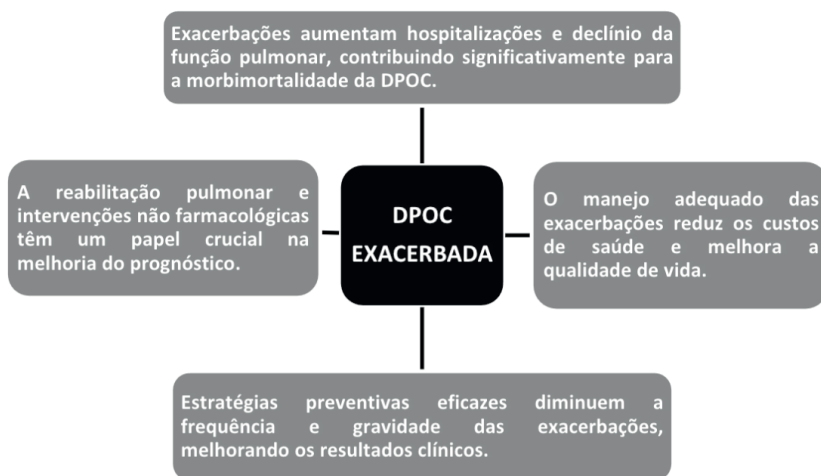 Exacerbações aumentam hospitalizações e declínio da
função pulmonar, contribuindo significativamente para
a morbimortalidade da DPOC.
A reabilitação pulmonar e
intervenções não farmacológicas
têm um papel crucial na
melhoria do prognóstico.
DPOC
EXACERBADA
O manejo adequado das
exacerbações reduz os custos
de saúde e melhora a
qualidade de vida.
Estratégias preventivas eficazes diminuem a
frequência e gravidade das exacerbações,
melhorando os resultados clínicos.